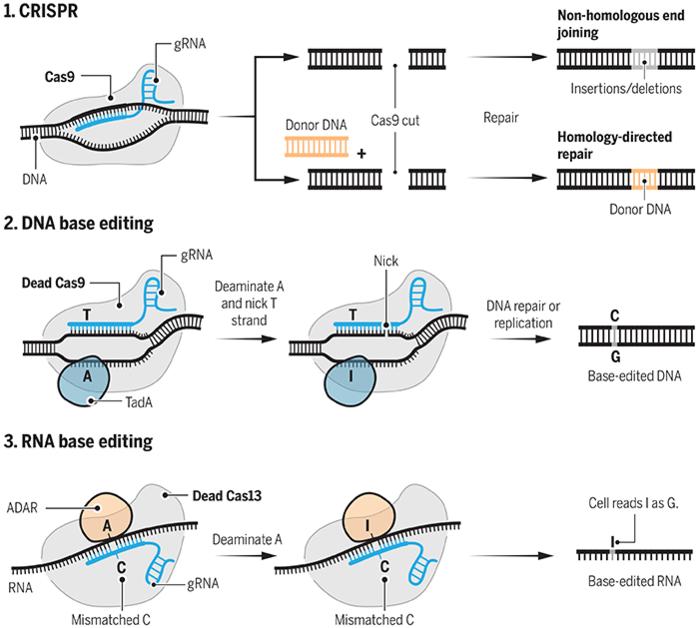 1. CRISPR
gRNA
Cas9
DNA
Donor DNA
+
Cas9 cut
Repair
Non-homologous end
joining
Insertions/deletions
Homology-directed
repair
Donor DNA
2. DNA base editing
gRNA
Dead Cas9
T
A
TadA
Deaminate A
and nick T
strand
Nick
T
I
DNA repair or
replication
C
G
Base-edited DNA
3. RNA base editing
ADAR
Dead Cas13
A
C
RNA
gRNA
Mismatched C
Deaminate A
I
C
Mismatched C
Cell reads I as G.
I
Base-edited RNA